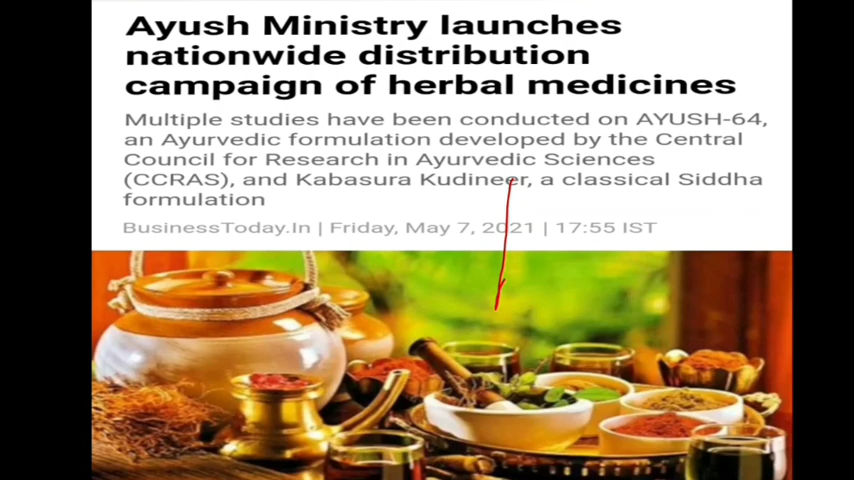 Ayush Ministry launches
nationwide distribution
campaign of herbal medicines
Multiple studies have been conducted on AYUSH-64,
an Ayurvedic formulation developed by the Central
Council for Research in Ayurvedic Sciences
(CCRAS), and Kabasura Kudineer, a classical Siddha
formulation
BusinessToday.In | Friday, May 7, 2021 | 17:55 IST